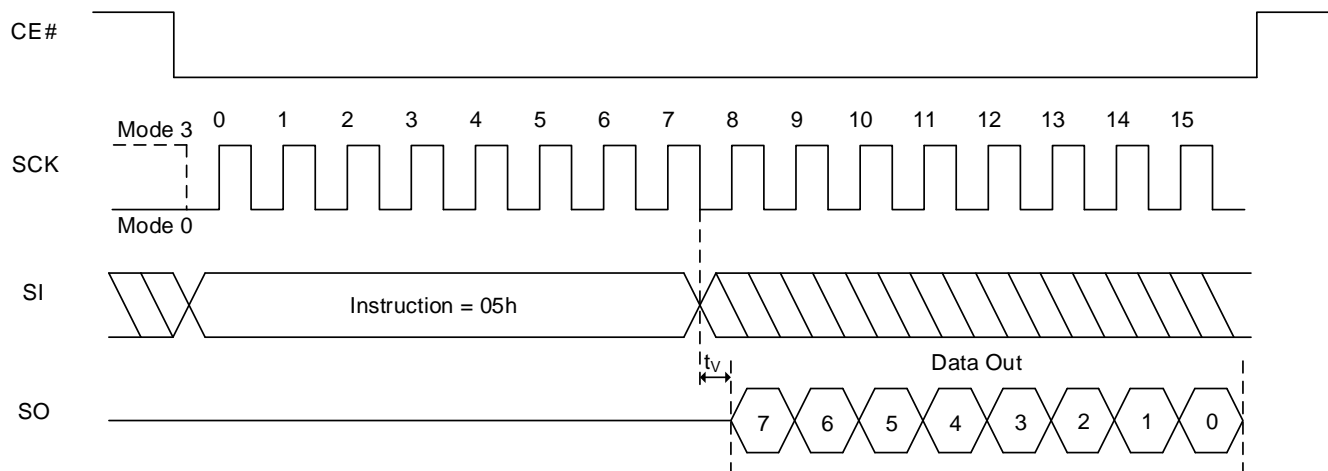 CE#
Mode 3
0 1 2 3 4 5 6 7 8 9 10 11 12 13 14 15
SCK
Mode 0
SI
Instruction = 05h
tV
Data Out
SO
7 6 5 4 3 2 1 0